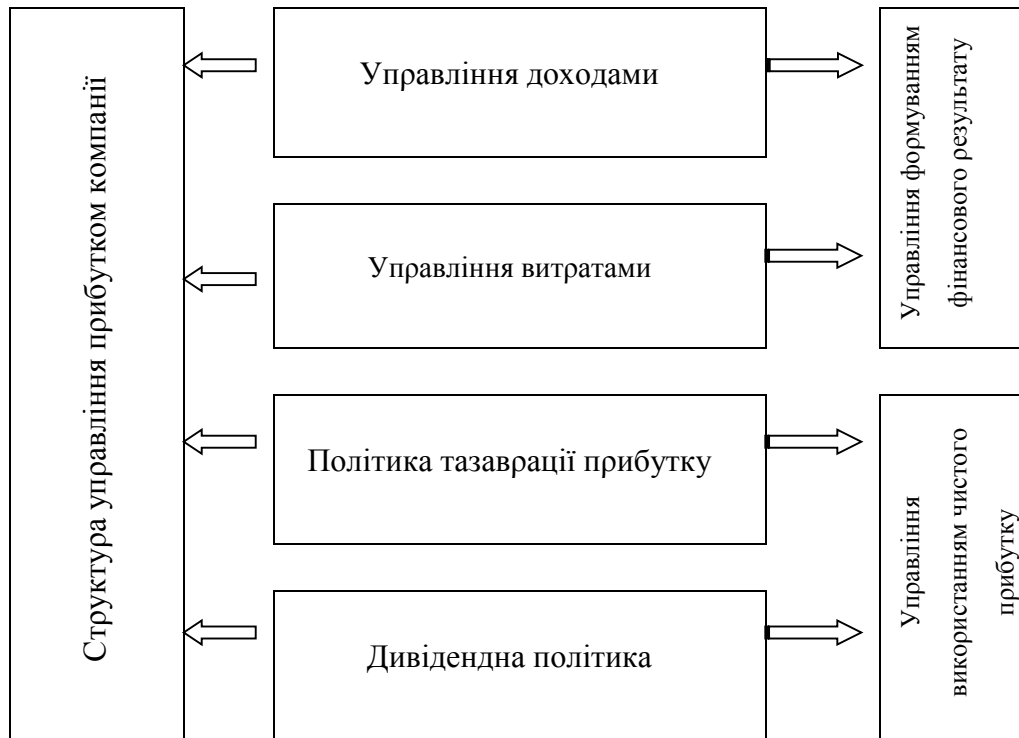 Структура управління прибутком компанії
Управління доходами
Управління витратами
Політика тазаврації прибутку
Дивідендна політика
Управління формуванням
фінансового результату
Управління
використанням чистого
прибутку